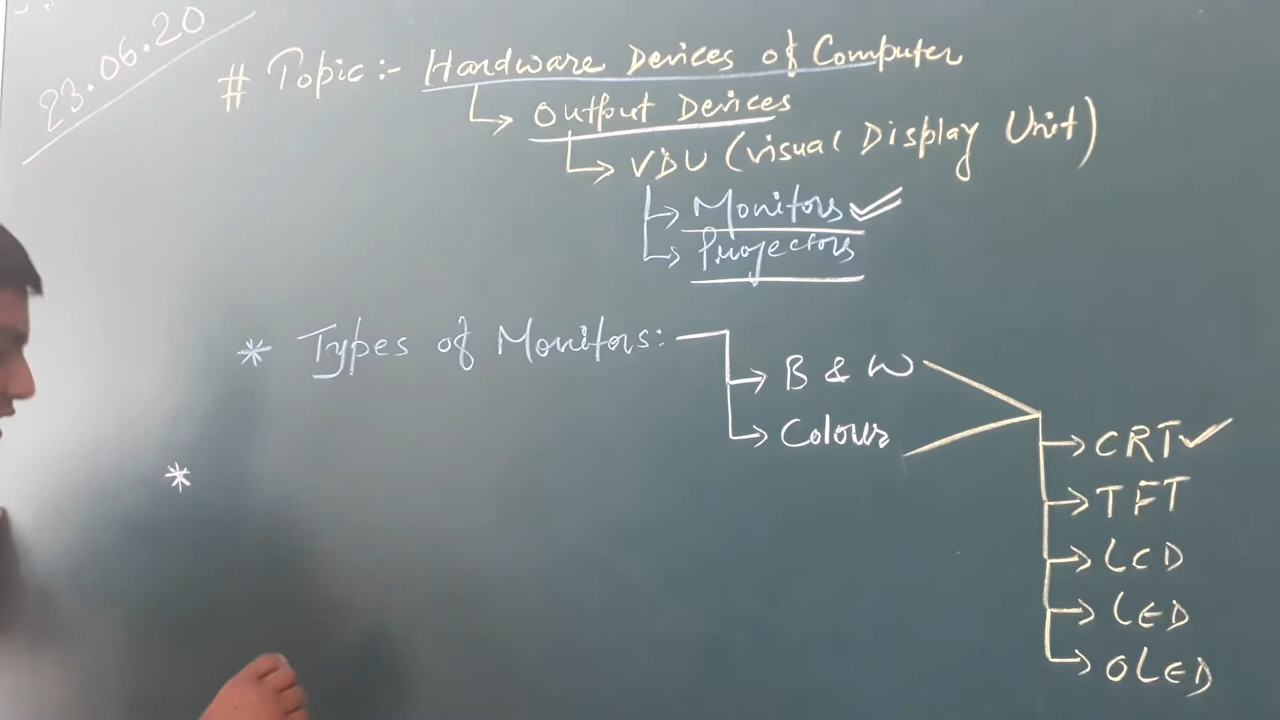 23.06.20
# Topic:- Hardware Devices of Computer
↳ Output Devices
↳ VDU (Visual Display Unit)
→ Monitors ✓
↳ Projectors
* Types of Monitors:
→ B & W
↳ Colour
→ CRT ✓
→ TFT
→ LCD
→ LED
↳ OLED
*